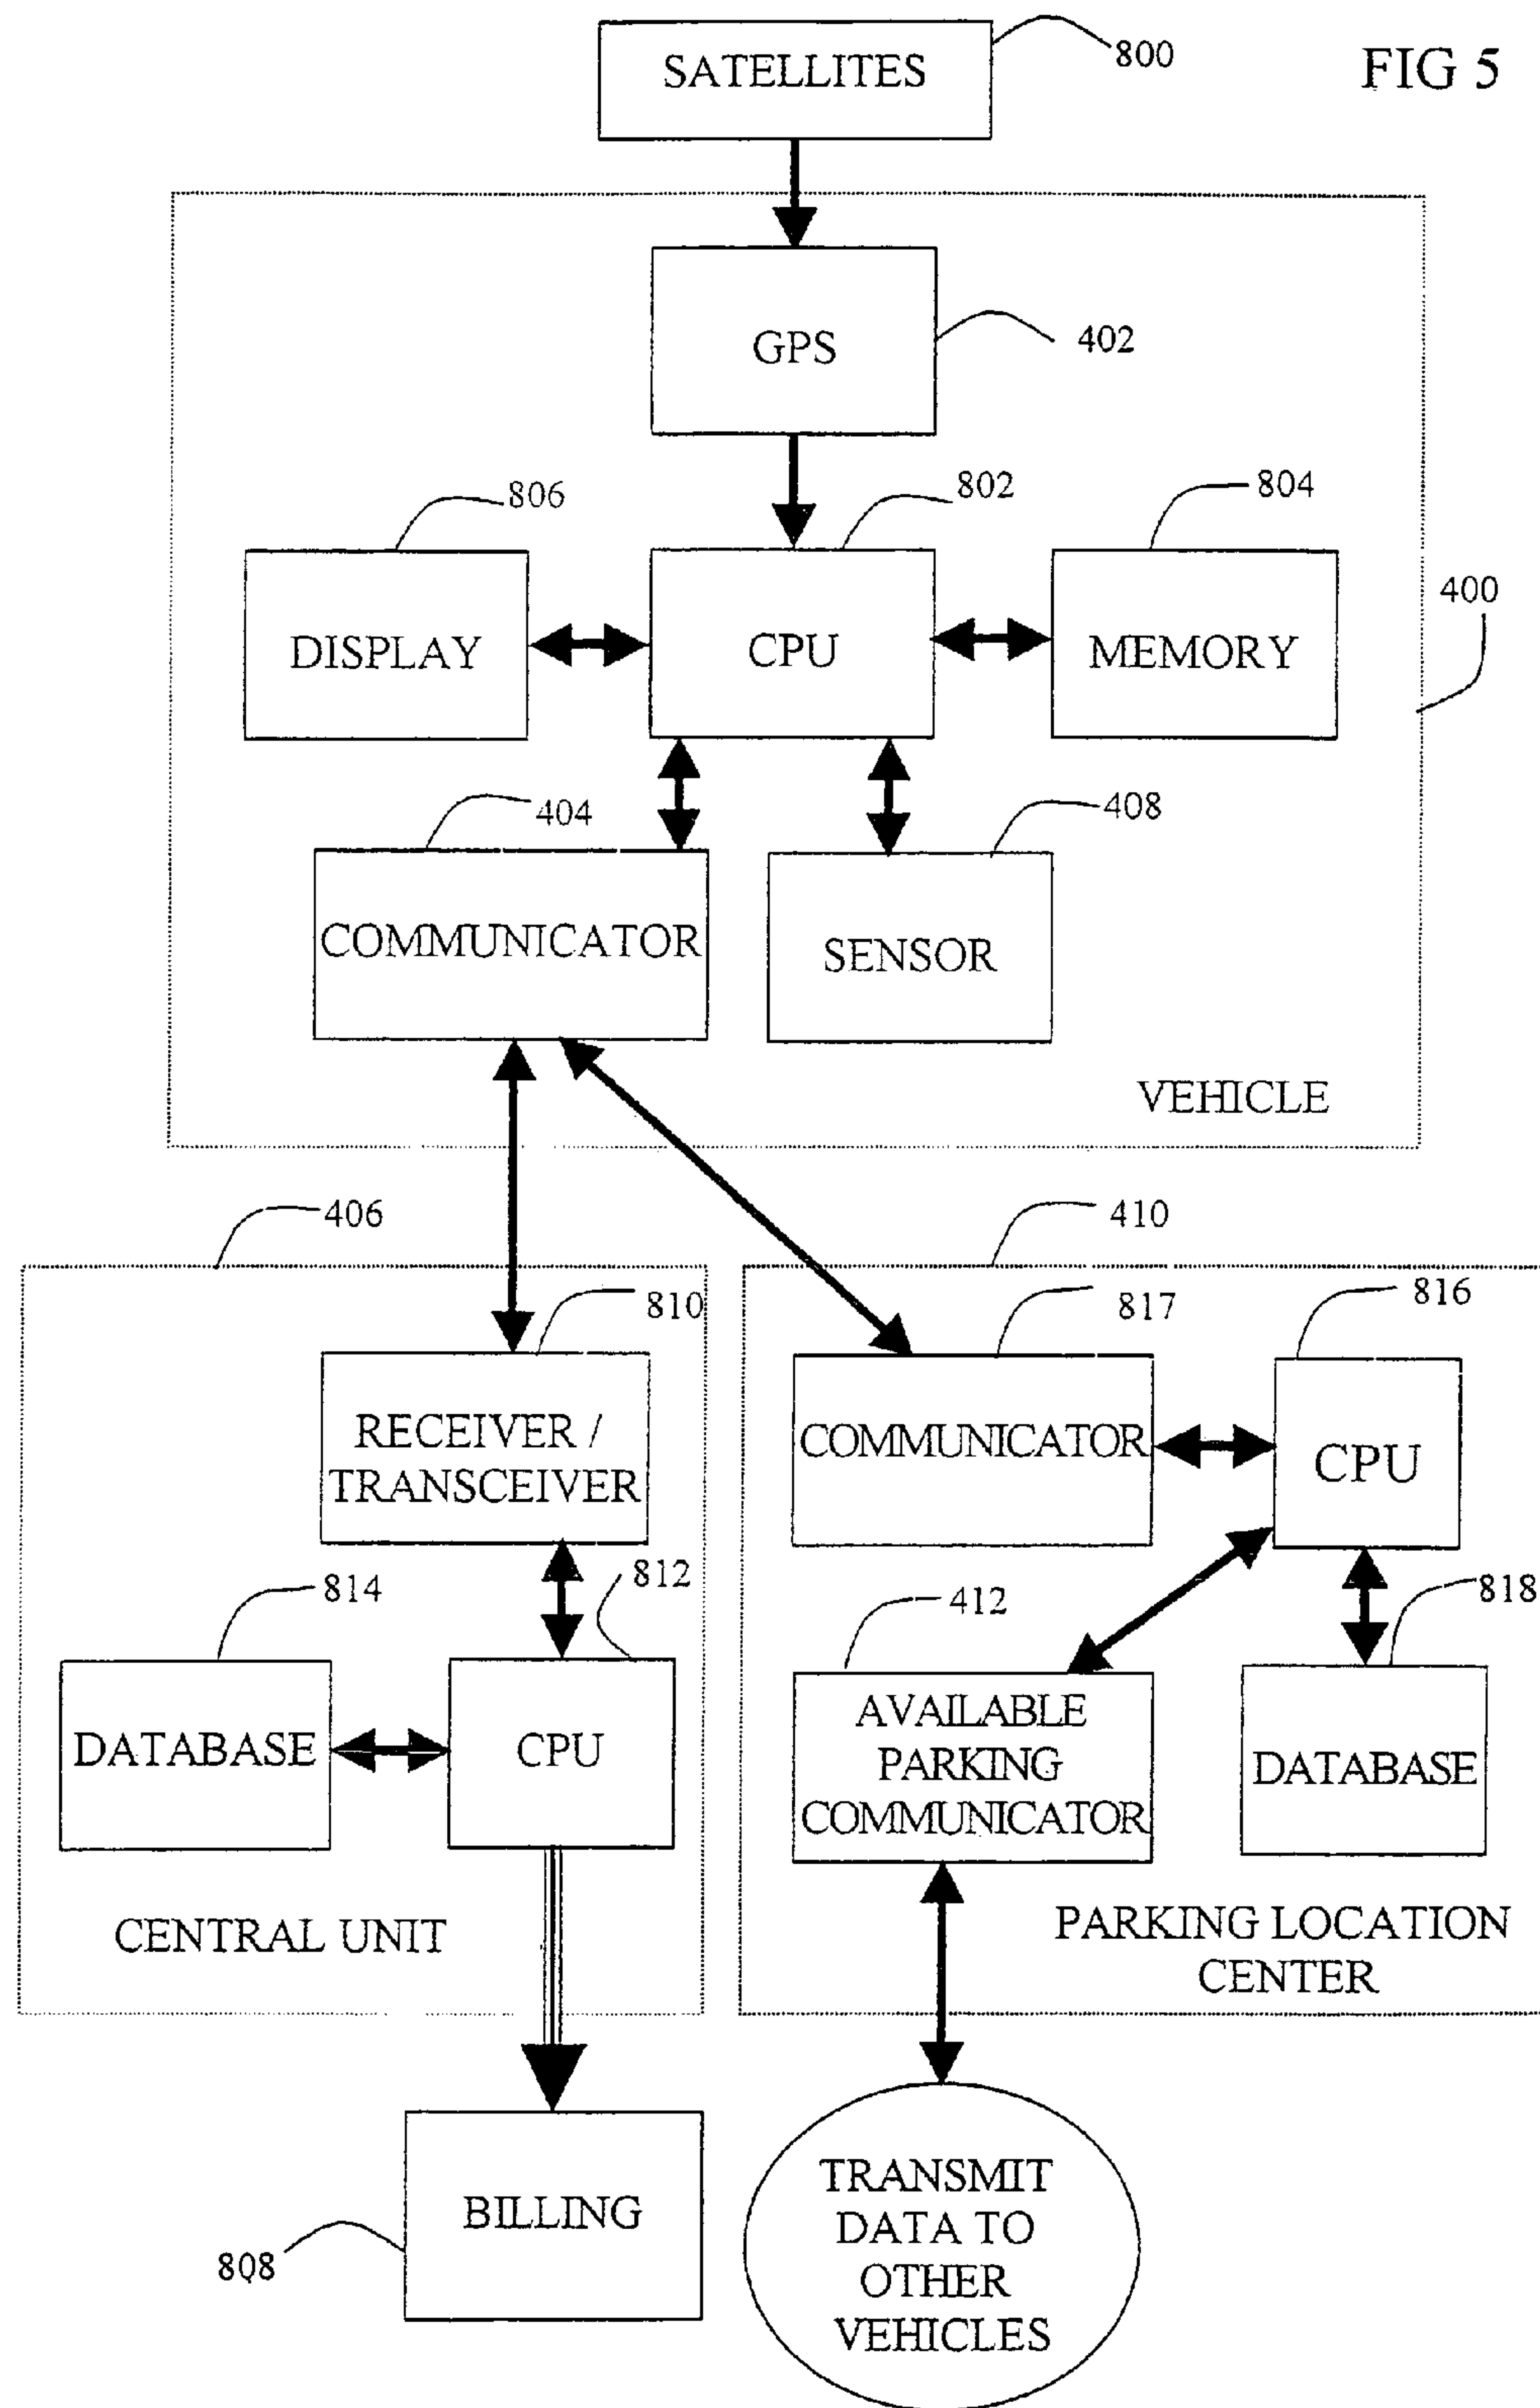 FIG 5
SATELLITES
800
GPS
402
806
802
804
400
DISPLAY
CPU
MEMORY
404
408
COMMUNICATOR
SENSOR
VEHICLE
406
410
810
817
816
RECEIVER /
TRANSCEIVER
COMMUNICATOR
CPU
814
812
412
818
DATABASE
CPU
AVAILABLE
PARKING
COMMUNICATOR
DATABASE
CENTRAL UNIT
PARKING LOCATION
CENTER
BILLING
808
TRANSMIT
DATA TO
OTHER
VEHICLES